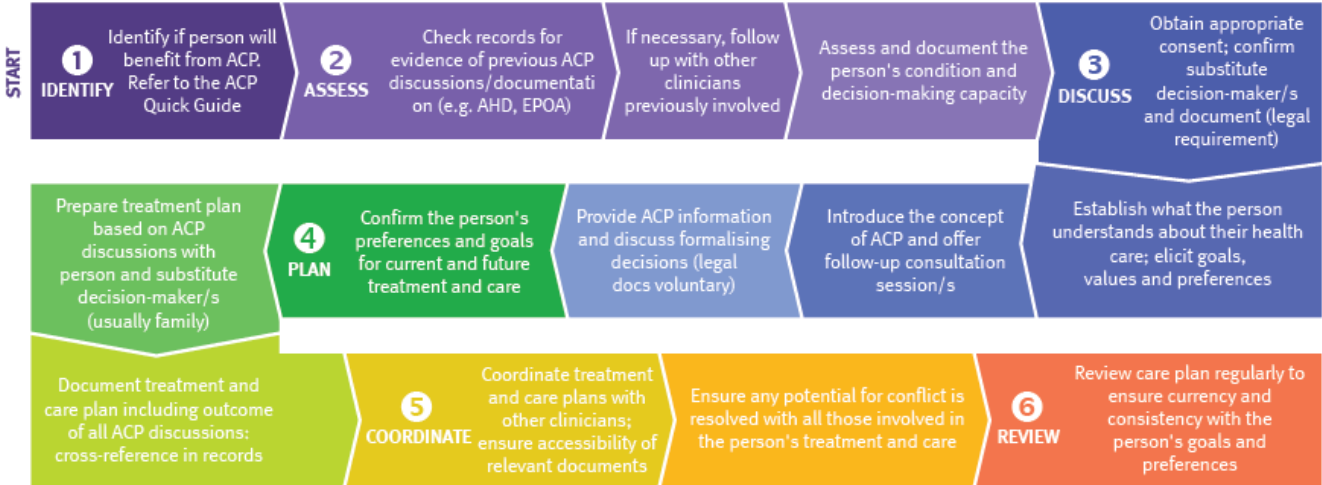 START
1
IDENTIFY
Identify if person will
benefit from ACP.
Refer to the ACP
Quick Guide
2
ASSESS
Check records for
evidence of previous ACP
discussions/documentati
on (e.g. AHD, EPOA)
If necessary, follow
up with other
clinicians
previously involved
Assess and document the
person's condition and
decision-making capacity
3
DISCUSS
Obtain appropriate
consent; confirm
substitute
decision-maker/s
and document (legal
requirement)
Establish what the person
understands about their health
care; elicit goals,
values and preferences
Introduce the concept
of ACP and offer
follow-up consultation
session/s
Provide ACP information
and discuss formalising
decisions (legal
docs voluntary)
4
PLAN
Confirm the person's
preferences and goals
for current and future
treatment and care
Prepare treatment plan
based on ACP
discussions with
person and substitute
decision-maker/s
(usually family)
Document treatment and
care plan including outcome
of all ACP discussions:
cross-reference in records
5
COORDINATE
Coordinate treatment
and care plans with
other clinicians;
ensure accessibility of
relevant documents
Ensure any potential for conflict is
resolved with all those involved in
the person's treatment and care
6
REVIEW
Review care plan regularly to
ensure currency and
consistency with the
person's goals and
preferences